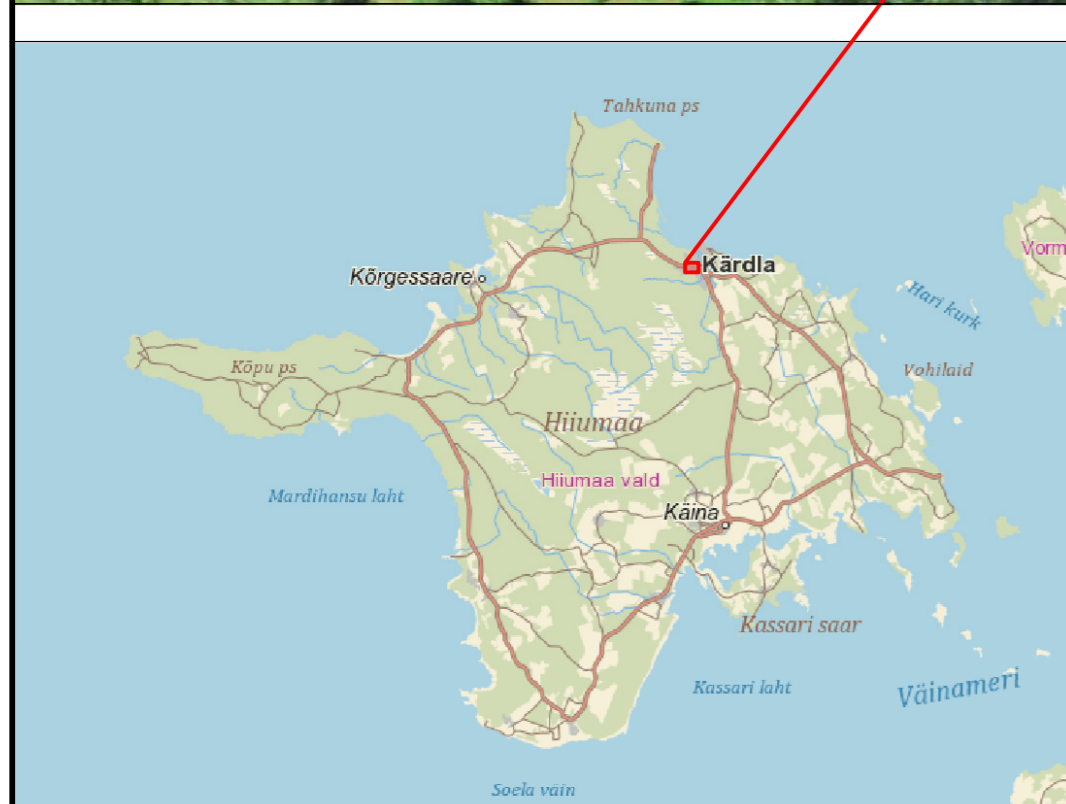 Tahkuna ps
Kärdla
Vorm
Kõrgessaare
Hari kurk
Kõpu ps
Vohilaid
Hiiumaa
Hiiumaa vald
Mardihansu laht
Käina
Kassari saar
Kassari laht
Väinameri
Soela väin